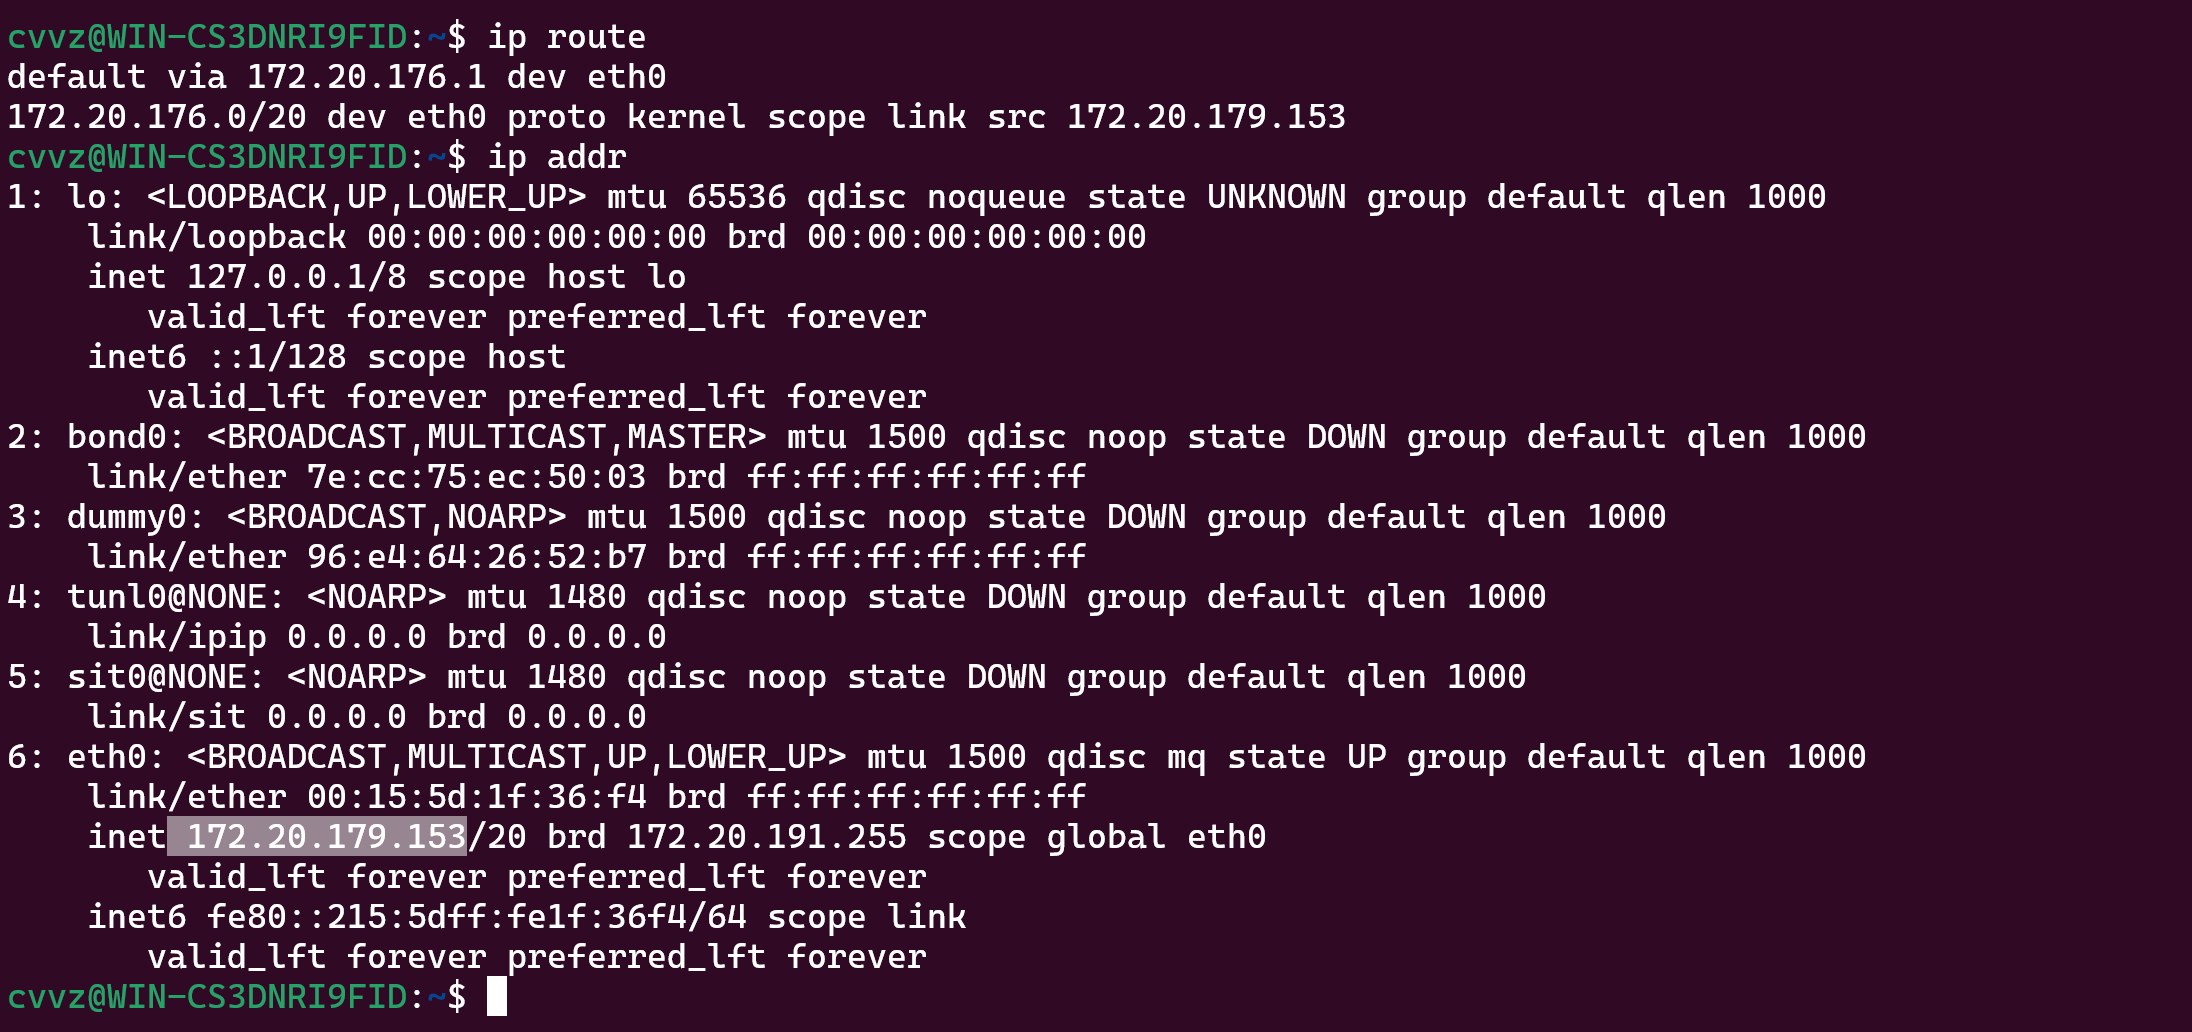 cvvz@WIN-CS3DNRI9FID:~$ ip route
default via 172.20.176.1 dev eth0
172.20.176.0/20 dev eth0 proto kernel scope link src 172.20.179.153
cvvz@WIN-CS3DNRI9FID:~$ ip addr
1: lo: <LOOPBACK,UP,LOWER_UP> mtu 65536 qdisc noqueue state UNKNOWN group default qlen 1000
    link/loopback 00:00:00:00:00:00 brd 00:00:00:00:00:00
    inet 127.0.0.1/8 scope host lo
       valid_lft forever preferred_lft forever
    inet6 ::1/128 scope host
       valid_lft forever preferred_lft forever
2: bond0: <BROADCAST,MULTICAST,MASTER> mtu 1500 qdisc noop state DOWN group default qlen 1000
    link/ether 7e:cc:75:ec:50:03 brd ff:ff:ff:ff:ff:ff
3: dummy0: <BROADCAST,NOARP> mtu 1500 qdisc noop state DOWN group default qlen 1000
    link/ether 96:e4:64:26:52:b7 brd ff:ff:ff:ff:ff:ff
4: tunl0@NONE: <NOARP> mtu 1480 qdisc noop state DOWN group default qlen 1000
    link/ipip 0.0.0.0 brd 0.0.0.0
5: sit0@NONE: <NOARP> mtu 1480 qdisc noop state DOWN group default qlen 1000
    link/sit 0.0.0.0 brd 0.0.0.0
6: eth0: <BROADCAST,MULTICAST,UP,LOWER_UP> mtu 1500 qdisc mq state UP group default qlen 1000
    link/ether 00:15:5d:1f:36:f4 brd ff:ff:ff:ff:ff:ff
    inet 172.20.179.153/20 brd 172.20.191.255 scope global eth0
       valid_lft forever preferred_lft forever
    inet6 fe80::215:5dff:fe1f:36f4/64 scope link
       valid_lft forever preferred_lft forever
cvvz@WIN-CS3DNRI9FID:~$